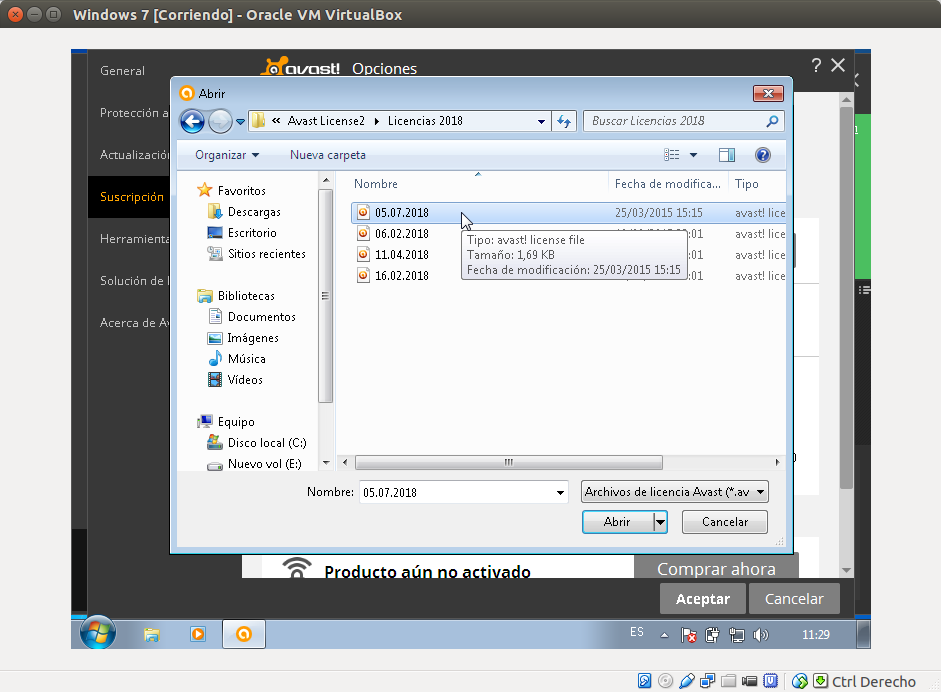 Windows 7 [Corriendo] - Oracle VM VirtualBox
General
avast! Opciones
?
Abrir
« Avast License2 Licencias 2018
Buscar Licencias 2018
Protección a
Organizar Nueva carpeta
Actualizació
Nombre Fecha de modifica... Tipo
Favoritos
Suscripción
Descargas
05.07.2018 25/03/2015 15:15 avast! lice
Escritorio
06.02.2018 :01 avast! lice
Herramienta
Tipo: avast! license file
Sitios recientes
11.04.2018 :01 avast! lice
Tamaño: 1,69 KB
Fecha de modificación: 25/03/2015 15:15
16.02.2018 :01 avast! lice
Solución de
Bibliotecas
Documentos
Acerca de Av
Imágenes
Música
Vídeos
Equipo
Disco local (C:)
Nuevo vol (E:)
Nombre: 05.07.2018 Archivos de licencia Avast (*.av
Abrir Cancelar
Producto aún no activado Comprar ahora
Aceptar Cancelar
ES 11:29
Ctrl Derecho